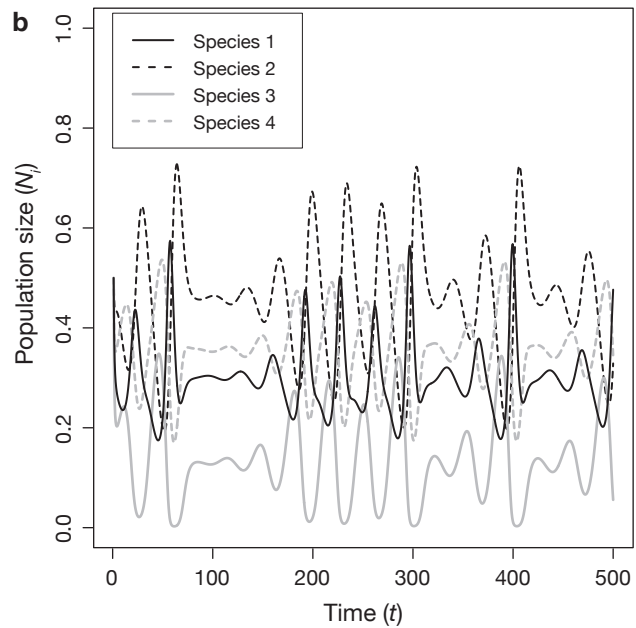 b
Species 1
Species 2
Species 3
Species 4
Population size (Ni)
1.0
0.8
0.6
0.4
0.2
0.0
0 100 200 300 400 500
Time (t)